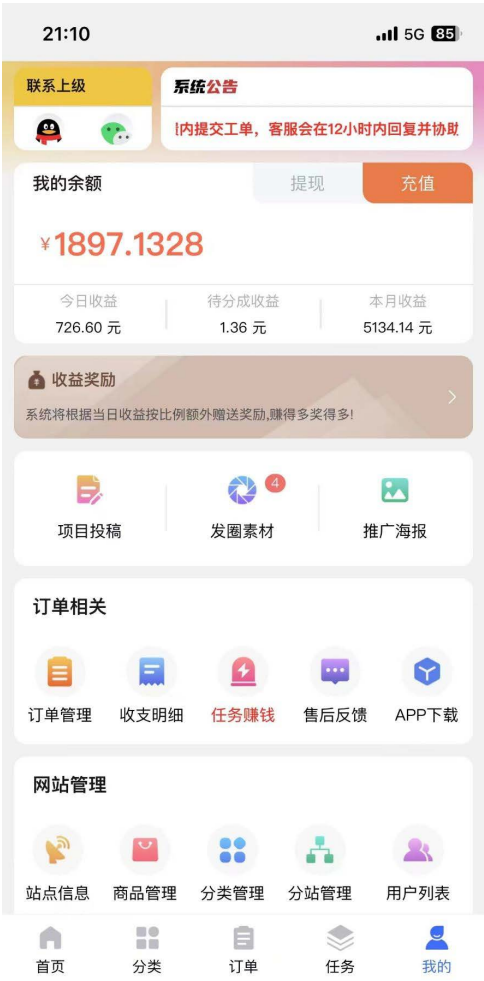 21:10
5G 85
联系上级
系统公告
内提交工单，客服会在12小时内回复并协助
我的余额
提现
充值
¥1897.1328
今日收益
待分成收益
本月收益
726.60 元
1.36 元
5134.14 元
收益奖励
系统将根据当日收益按比例额外赠送奖励,赚得多奖得多!
4
项目投稿
发圈素材
推广海报
订单相关
订单管理
收支明细
任务赚钱
售后反馈
APP下载
网站管理
站点信息
商品管理
分类管理
分站管理
用户列表
首页
分类
订单
任务
我的